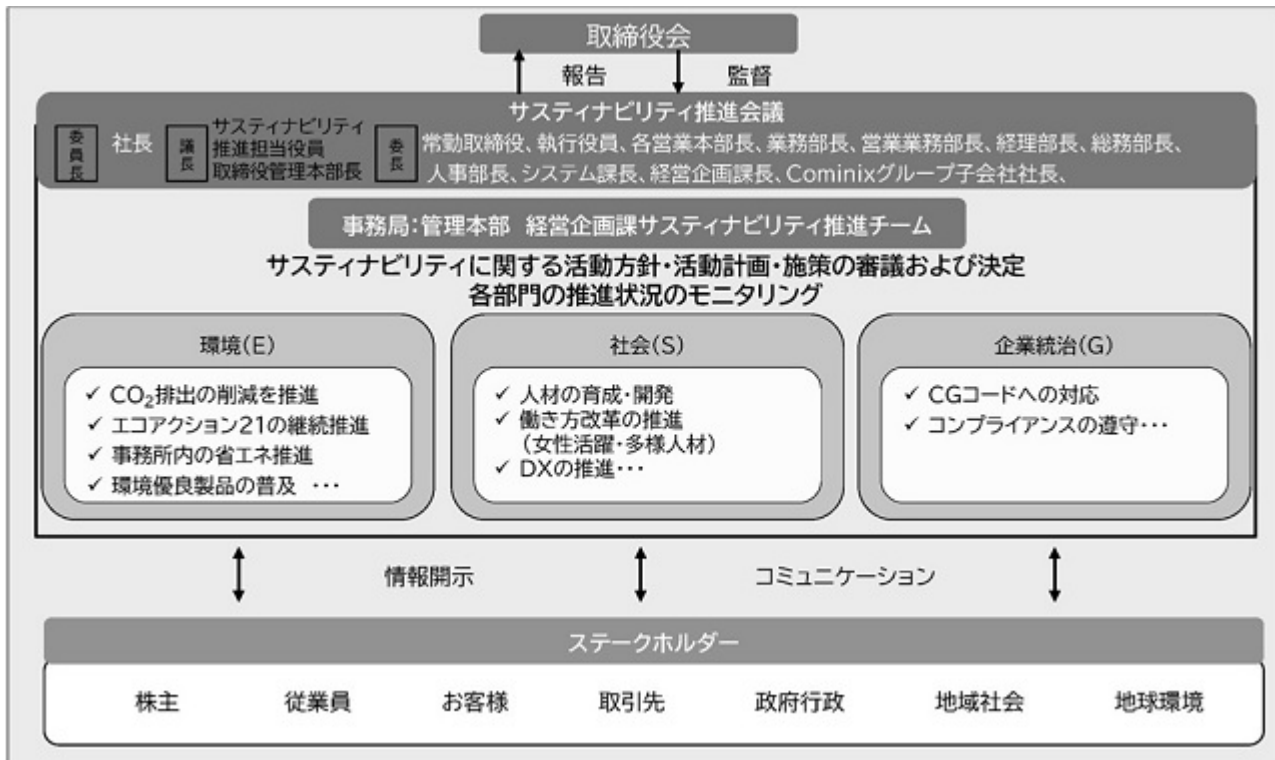 取締役会
報告
監督
サスティナビリティ推進会議
委員長
社長
議長
サスティナビリティ
推進担当役員
取締役管理本部長
委長
常勤取締役、執行役員、各営業本部長、業務部長、営業業務部長、経理部長、総務部長、
人事部長、システム課長、経営企画課長、Cominixグループ子会社社長、
事務局：管理本部 経営企画課サスティナビリティ推進チーム
サスティナビリティに関する活動方針・活動計画・施策の審議および決定
各部門の推進状況のモニタリング
環境(E)
✓ CO₂排出の削減を推進
✓ エコアクション21の継続推進
✓ 事務所内の省エネ推進
✓ 環境優良製品の普及 ・・・
社会(S)
✓ 人材の育成・開発
✓ 働き方改革の推進
（女性活躍・多様人材）
✓ DXの推進・・・
企業統治(G)
✓ CGコードへの対応
✓ コンプライアンスの遵守・・・
情報開示
コミュニケーション
ステークホルダー
株主 従業員 お客様 取引先 政府行政 地域社会 地球環境